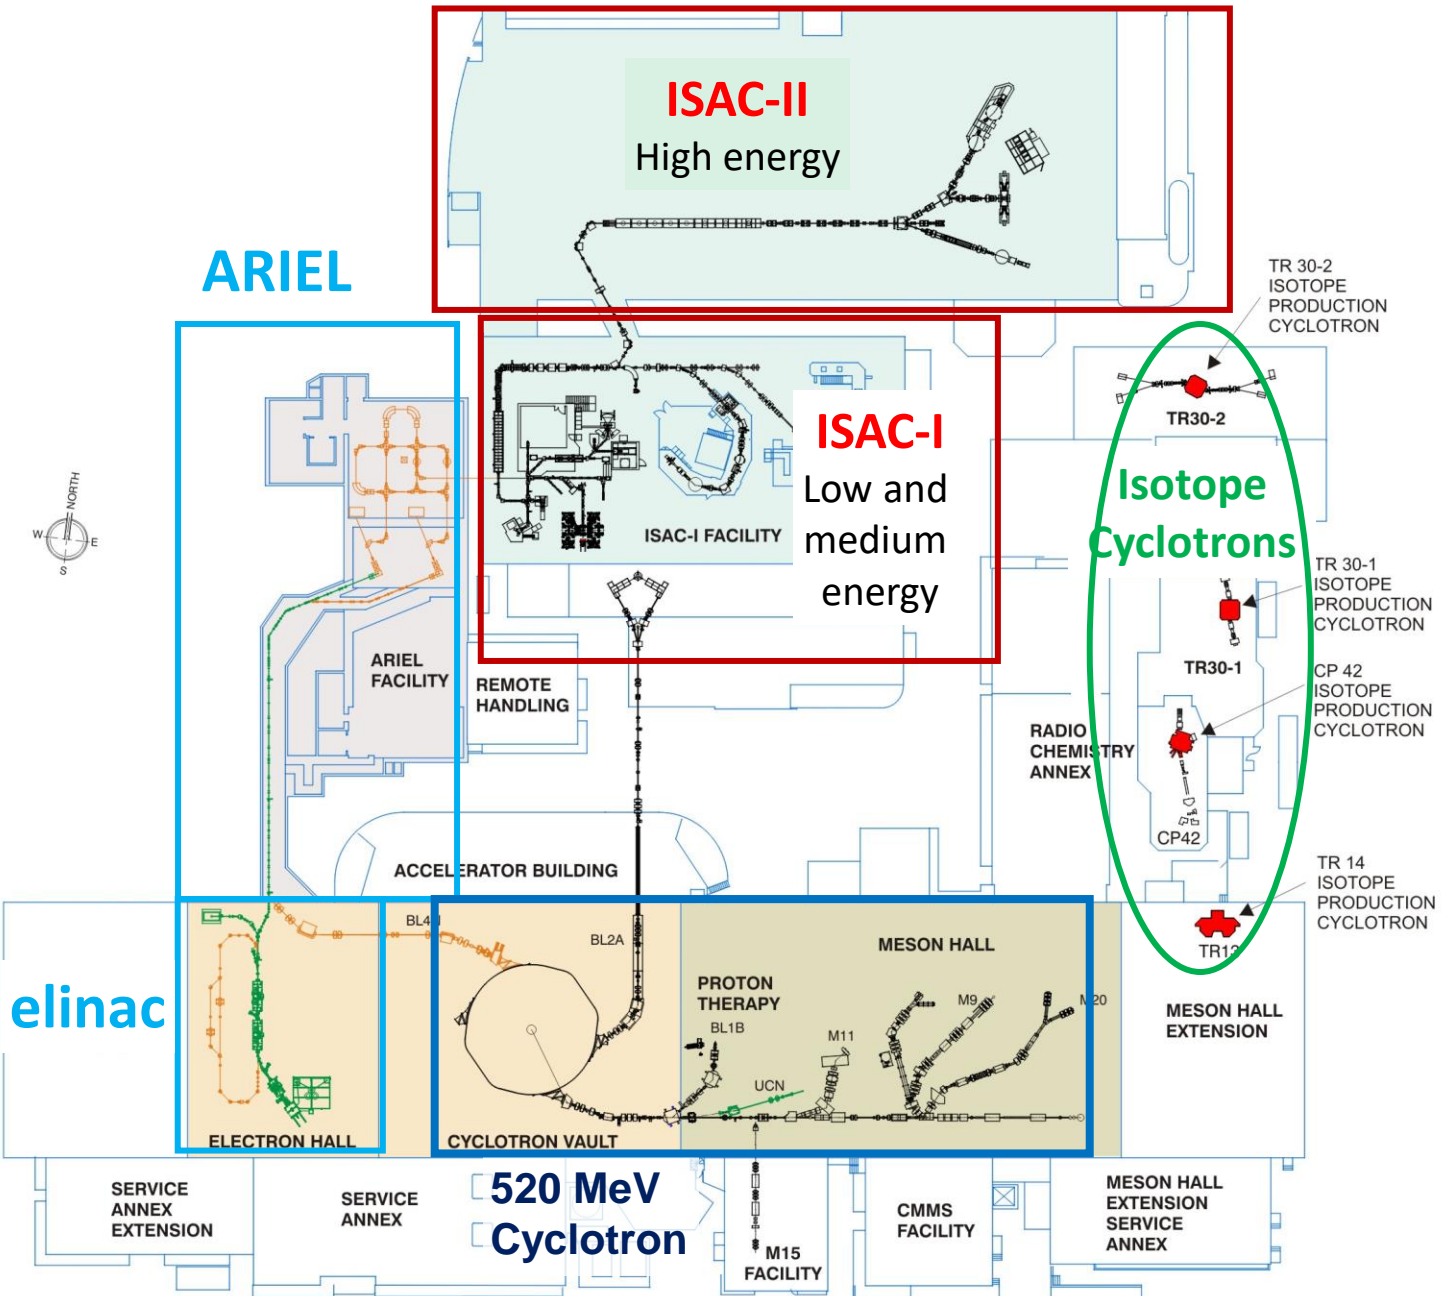 ISAC-II
High energy
ARIEL
TR 30-2
ISOTOPE
PRODUCTION
CYCLOTRON
TR30-2
ISAC-I
Low and
medium
energy
ISAC-I FACILITY
Isotope
Cyclotrons
NORTH
W
E
S
TR 30-1
ISOTOPE
PRODUCTION
CYCLOTRON
TR30-1
ARIEL
FACILITY
REMOTE
HANDLING
CP 42
ISOTOPE
PRODUCTION
CYCLOTRON
RADIO
CHEMISTRY
ANNEX
CP42
ACCELERATOR BUILDING
TR 14
ISOTOPE
PRODUCTION
CYCLOTRON
TR13
BL4N
BL2A
MESON HALL
PROTON
THERAPY
BL1B
M9
M20
M11
UCN
MESON HALL
EXTENSION
elinac
ELECTRON HALL
CYCLOTRON VAULT
520 MeV
Cyclotron
SERVICE
ANNEX
EXTENSION
SERVICE
ANNEX
M15
FACILITY
CMMS
FACILITY
MESON HALL
EXTENSION
SERVICE
ANNEX